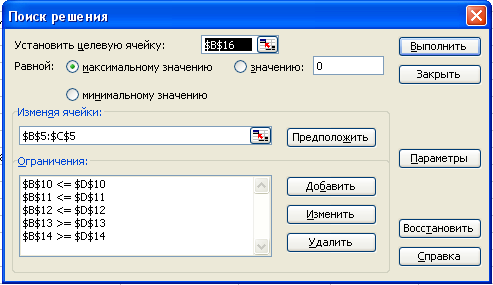 Поиск решения
Установить целевую ячейку: $B$16 Выполнить
Равной: максимальному значению значению: 0 Закрыть
минимальному значению
Изменяя ячейки:
$B$5:$C$5 Предположить
Ограничения: Параметры
$B$10 <= $D$10 Добавить
$B$11 <= $D$11
$B$12 <= $D$12 Изменить
$B$13 >= $D$13 Восстановить
$B$14 >= $D$14 Удалить
Справка